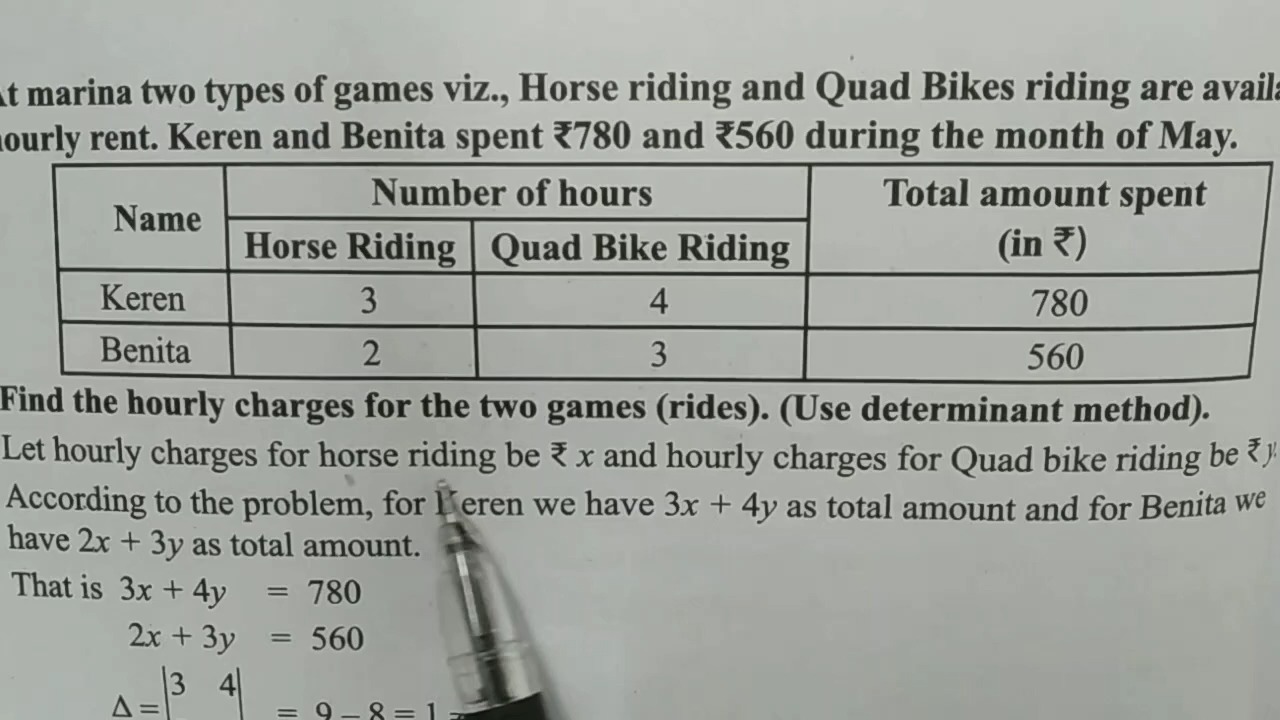 At marina two types of games viz., Horse riding and Quad Bikes riding are
hourly rent. Keren and Benita spent ₹780 and ₹560 during the month of May.
Name Number of hours Total amount spent (in ₹)
Horse Riding Quad Bike Riding
Keren 3 4 780
Benita 2 3 560
Find the hourly charges for the two games (rides). (Use determinant method).
Let hourly charges for horse riding be ₹ x and hourly charges for Quad bike riding be ₹ y
According to the problem, for Keren we have 3x + 4y as total amount and for Benita we
have 2x + 3y as total amount.
That is 3x + 4y = 780
2x + 3y = 560
Δ = |3 4| = 9 – 8 = 1